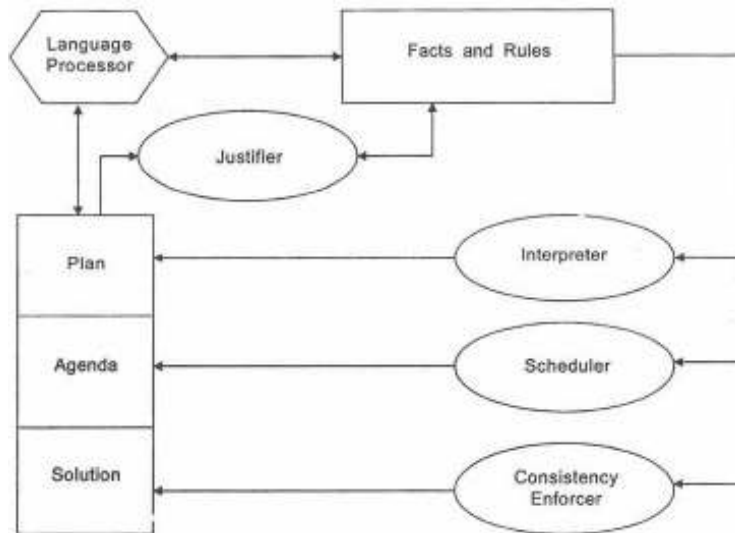 Language
Processor
Facts and Rules
Justifier
Plan
Interpreter
Agenda
Scheduler
Solution
Consistency
Enforcer